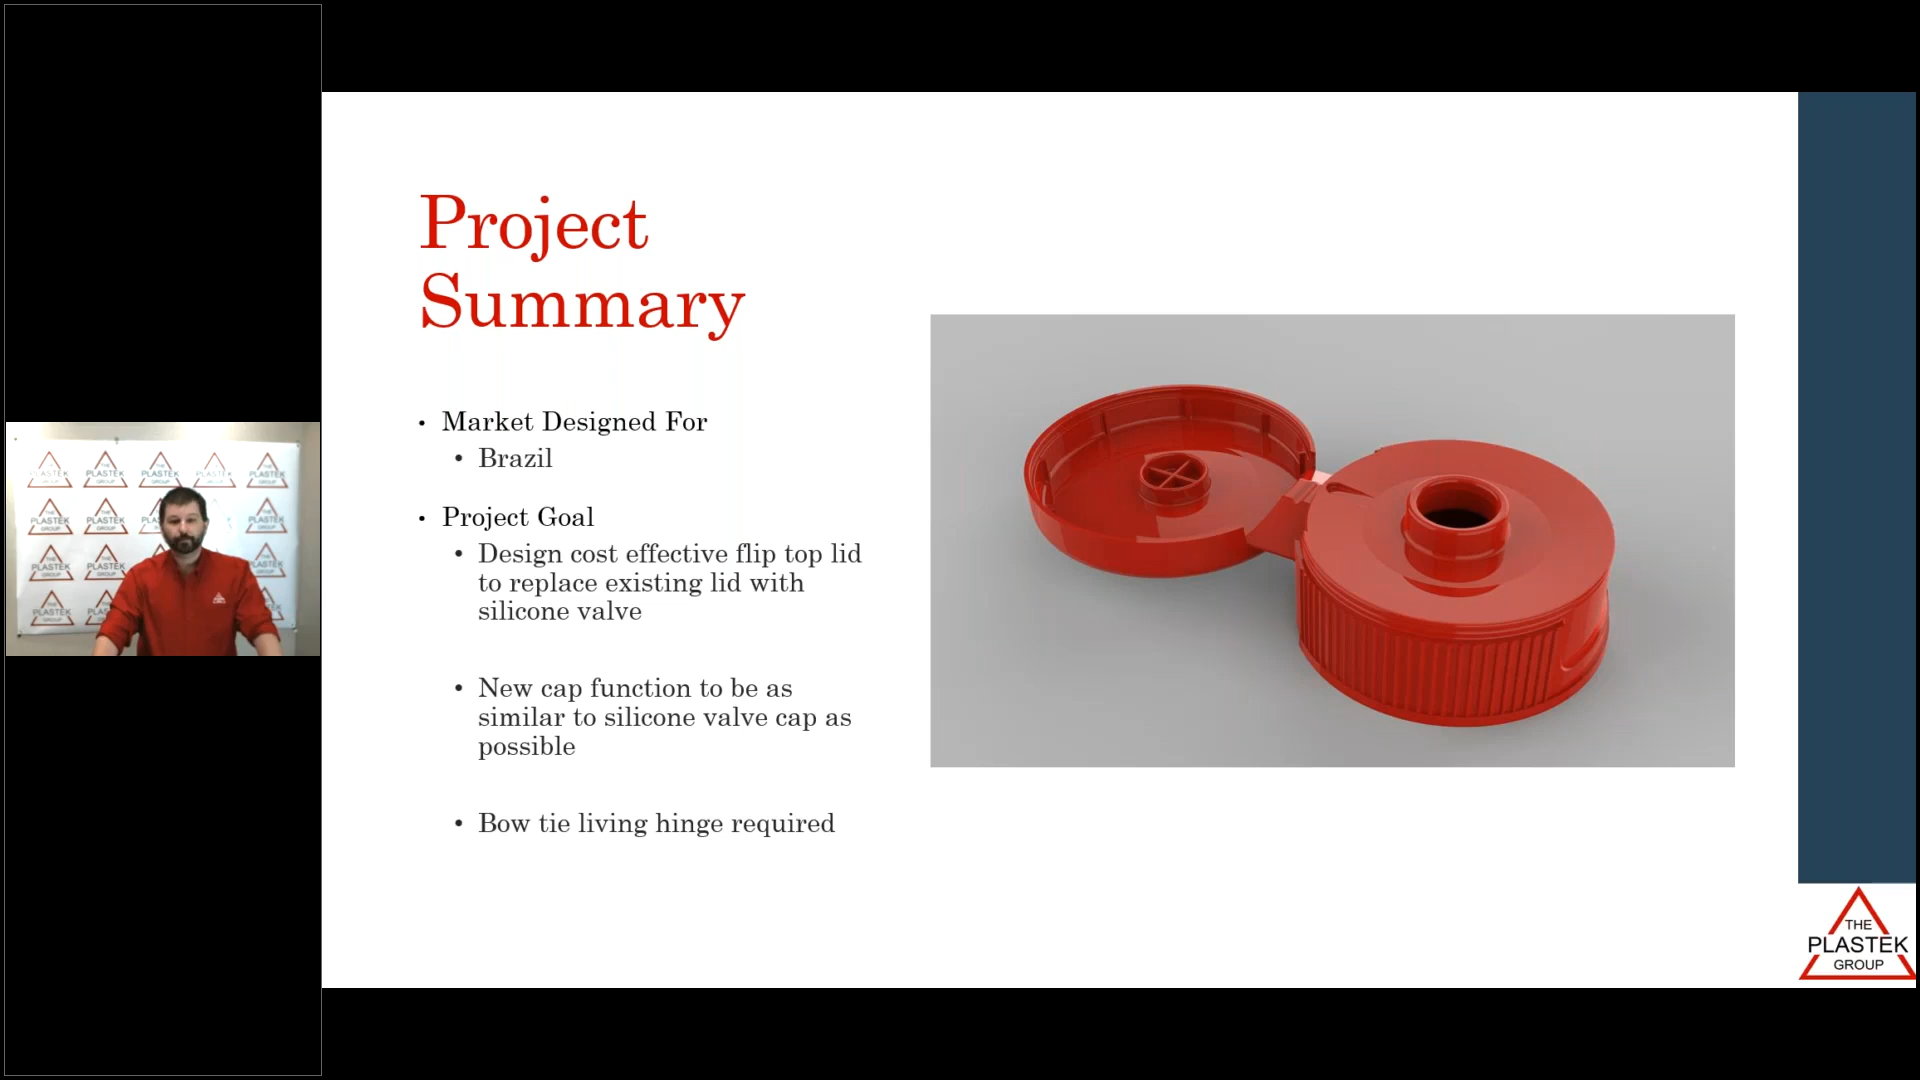 Project
Summary
• Market Designed For
• Brazil
• Project Goal
• Design cost effective flip top lid
to replace existing lid with
silicone valve
• New cap function to be as
similar to silicone valve cap as
possible
• Bow tie living hinge required
THE
PLASTEK
GROUP